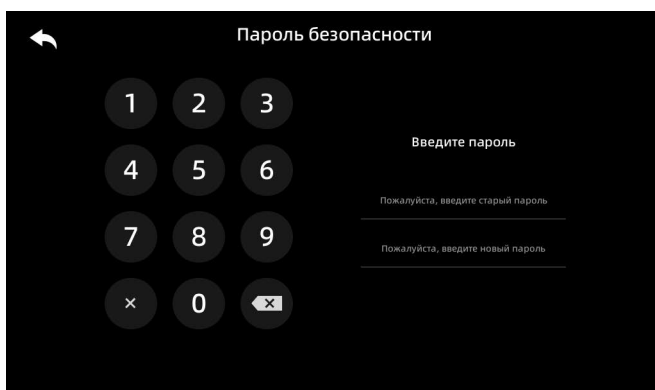 Пароль безопасности
1 2 3
Введите пароль
4 5 6
Пожалуйста, введите старый пароль
7 8 9
Пожалуйста, введите новый пароль
× 0